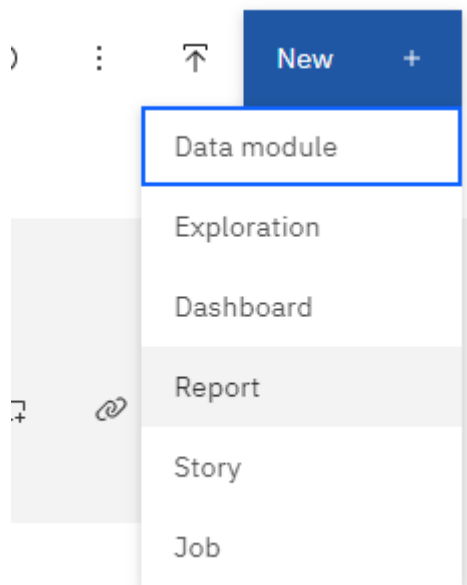 New +
Data module
Exploration
Dashboard
Report
Story
Job